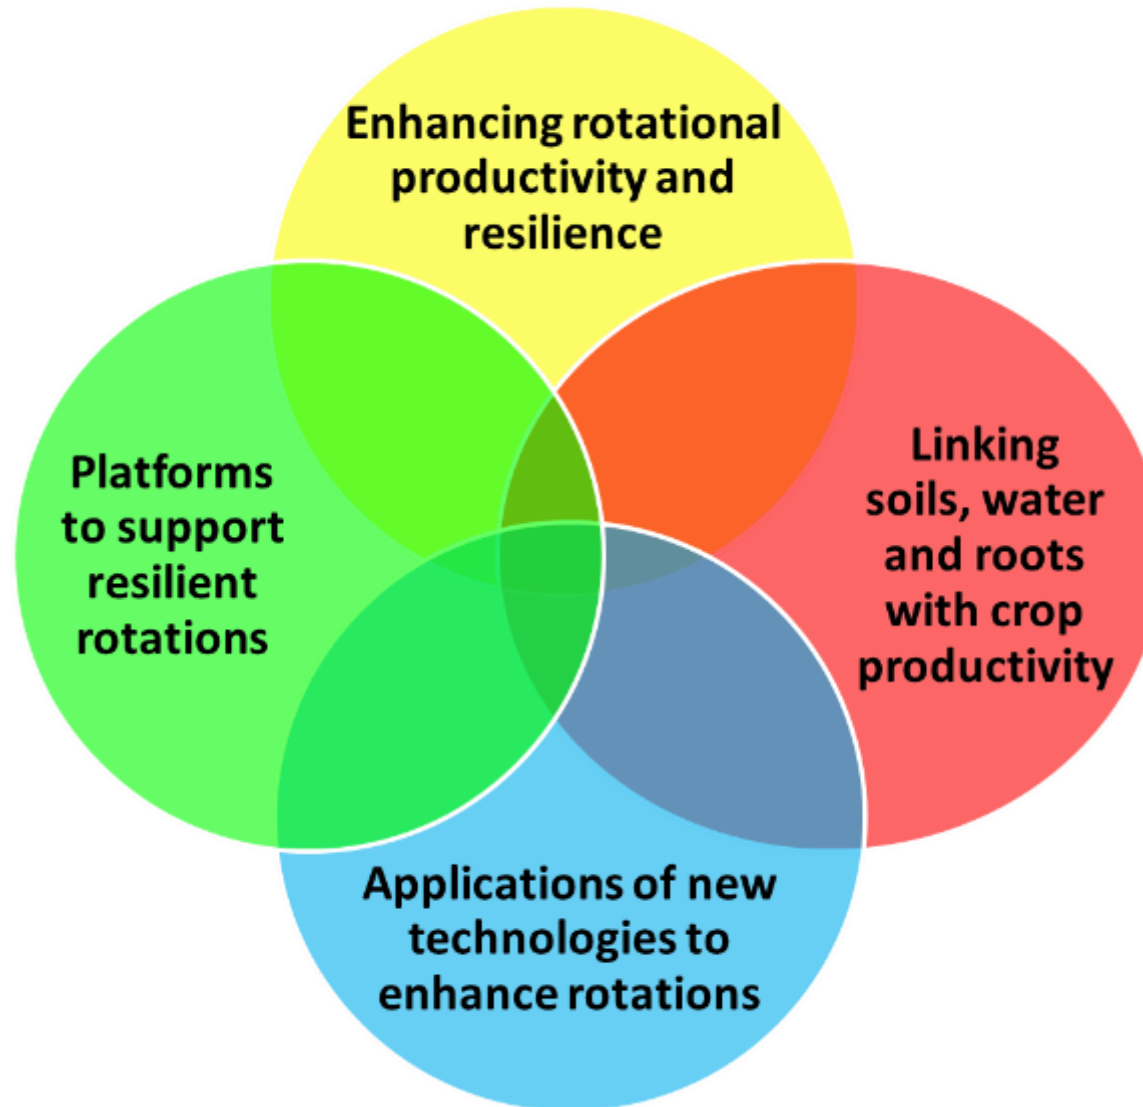 Enhancing rotational
productivity and
resilience
Platforms
to support
resilient
rotations
Linking
soils, water
and roots
with crop
productivity
Applications of new
technologies to
enhance rotations